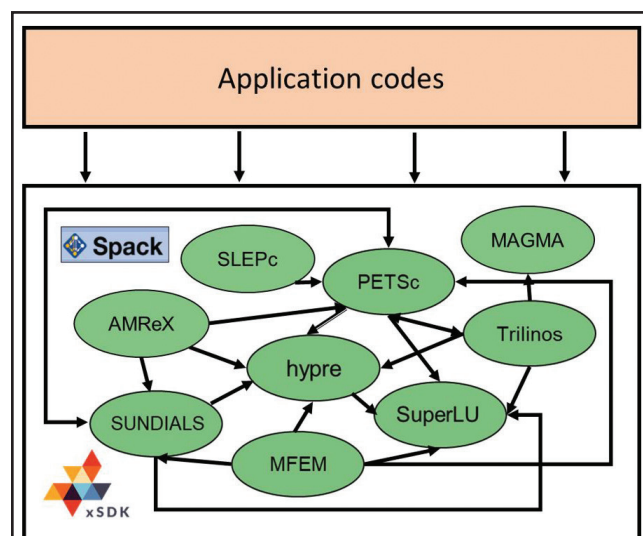 Application codes
Spack
SLEPc
PETSc
MAGMA
AMReX
hypre
Trilinos
SUNDIALS
SuperLU
MFEM
xSDK